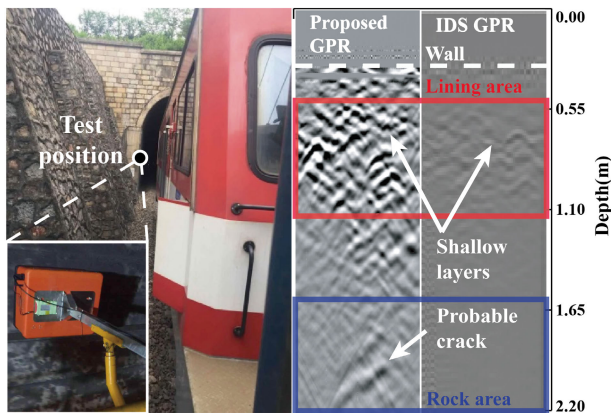 Test
position
Proposed
GPR
IDS GPR
Wall
Lining area
Shallow
layers
Probable
crack
Rock area
0.00
0.55
1.10
1.65
2.20
Depth(m)